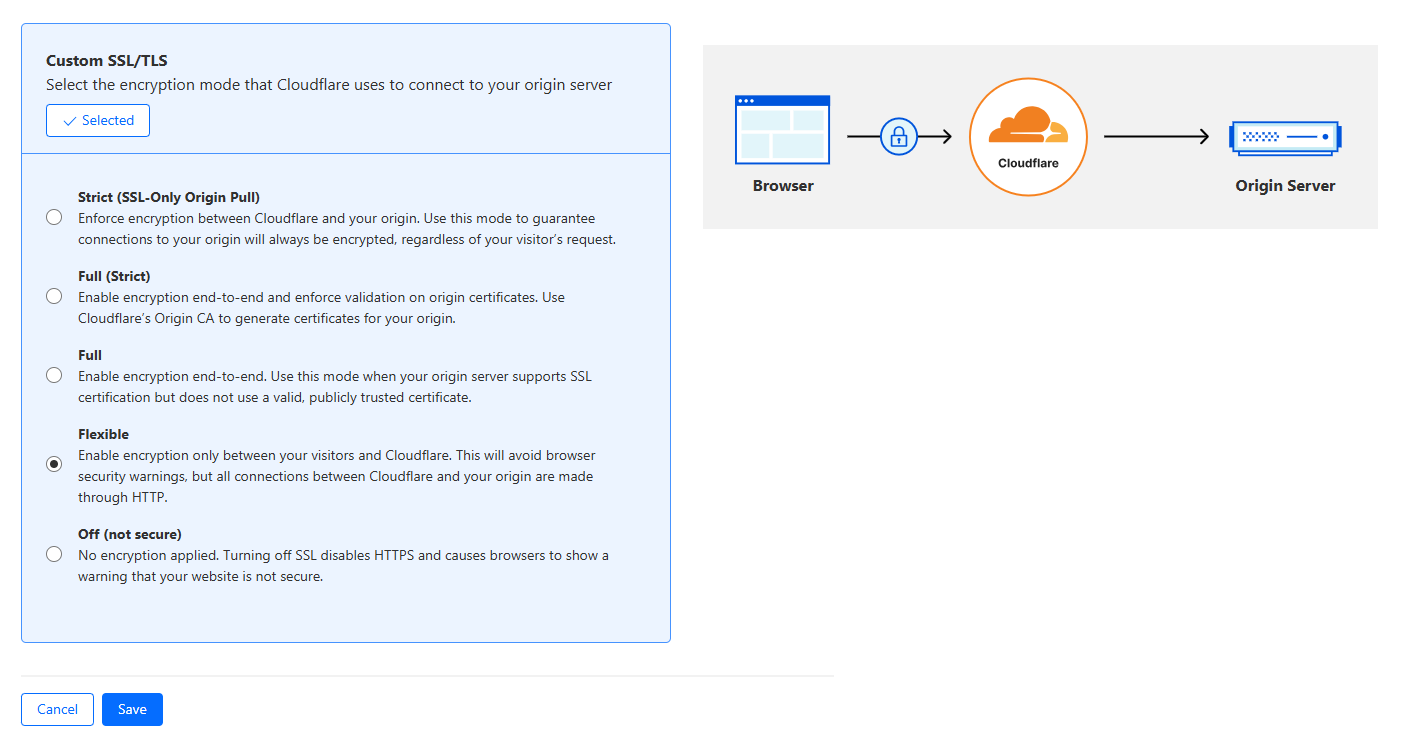 Custom SSL/TLS
Select the encryption mode that Cloudflare uses to connect to your origin server
Selected
Strict (SSL-Only Origin Pull)
Enforce encryption between Cloudflare and your origin. Use this mode to guarantee
connections to your origin will always be encrypted, regardless of your visitor’s request.
Full (Strict)
Enable encryption end-to-end and enforce validation on origin certificates. Use
Cloudflare’s Origin CA to generate certificates for your origin.
Full
Enable encryption end-to-end. Use this mode when your origin server supports SSL
certification but does not use a valid, publicly trusted certificate.
Flexible
Enable encryption only between your visitors and Cloudflare. This will avoid browser
security warnings, but all connections between Cloudflare and your origin are made
through HTTP.
Off (not secure)
No encryption applied. Turning off SSL disables HTTPS and causes browsers to show a
warning that your website is not secure.
Cancel
Save
Browser
Cloudflare
Origin Server